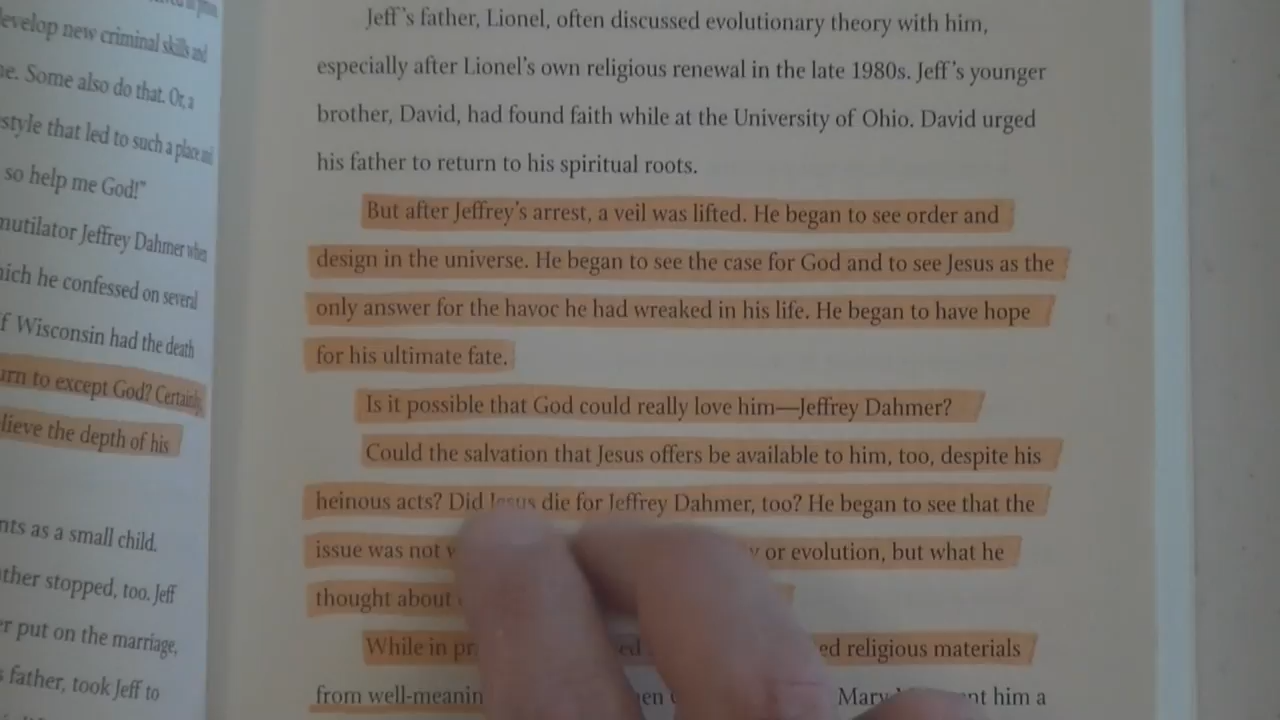 develop new criminal skills and
me. Some also do that. Or, a
style that led to such a place and
so help me God!"
mutilator Jeffrey Dahmer when
which he confessed on several
if Wisconsin had the death
turn to except God? Certainly
believe the depth of his
nts as a small child.
ther stopped, too. Jeff
er put on the marriage,
s father, took Jeff to
Jeff's father, Lionel, often discussed evolutionary theory with him,
especially after Lionel's own religious renewal in the late 1980s. Jeff's younger
brother, David, had found faith while at the University of Ohio. David urged
his father to return to his spiritual roots.
But after Jeffrey's arrest, a veil was lifted. He began to see order and
design in the universe. He began to see the case for God and to see Jesus as the
only answer for the havoc he had wreaked in his life. He began to have hope
for his ultimate fate.
Is it possible that God could really love him—Jeffrey Dahmer?
Could the salvation that Jesus offers be available to him, too, despite his
heinous acts? Did Jesus die for Jeffrey Dahmer, too? He began to see that the
issue was not or evolution, but what he
thought about
While in ed religious materials
from Mary him a